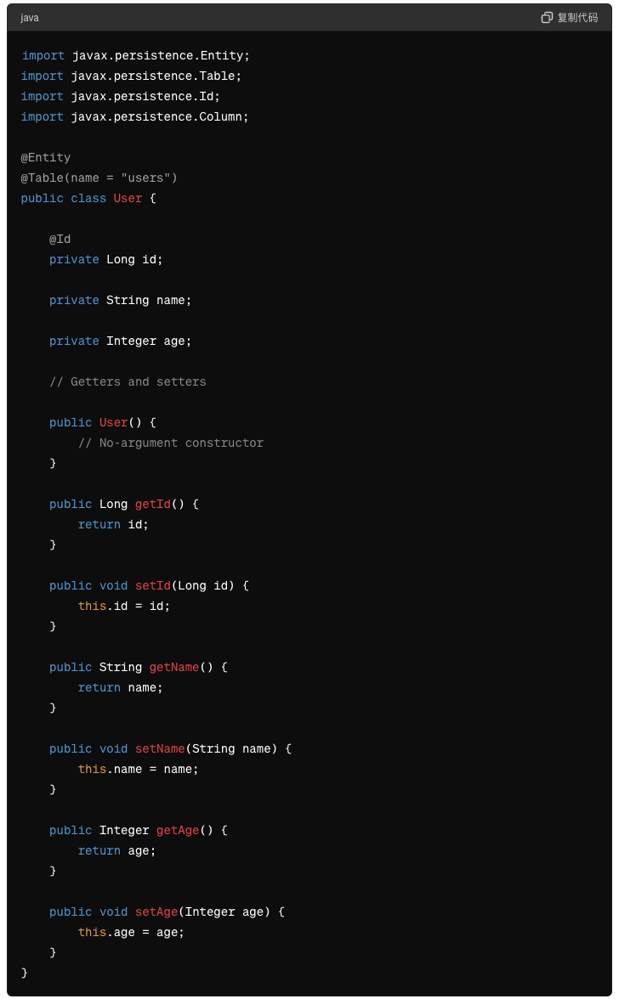 java
复制代码
import javax.persistence.Entity;
import javax.persistence.Table;
import javax.persistence.Id;
import javax.persistence.Column;
@Entity
@Table(name = "users")
public class User {
@Id
private Long id;
private String name;
private Integer age;
// Getters and setters
public User() {
// No-argument constructor
}
public Long getId() {
return id;
}
public void setId(Long id) {
this.id = id;
}
public String getName() {
return name;
}
public void setName(String name) {
this.name = name;
}
public Integer getAge() {
return age;
}
public void setAge(Integer age) {
this.age = age;
}
}